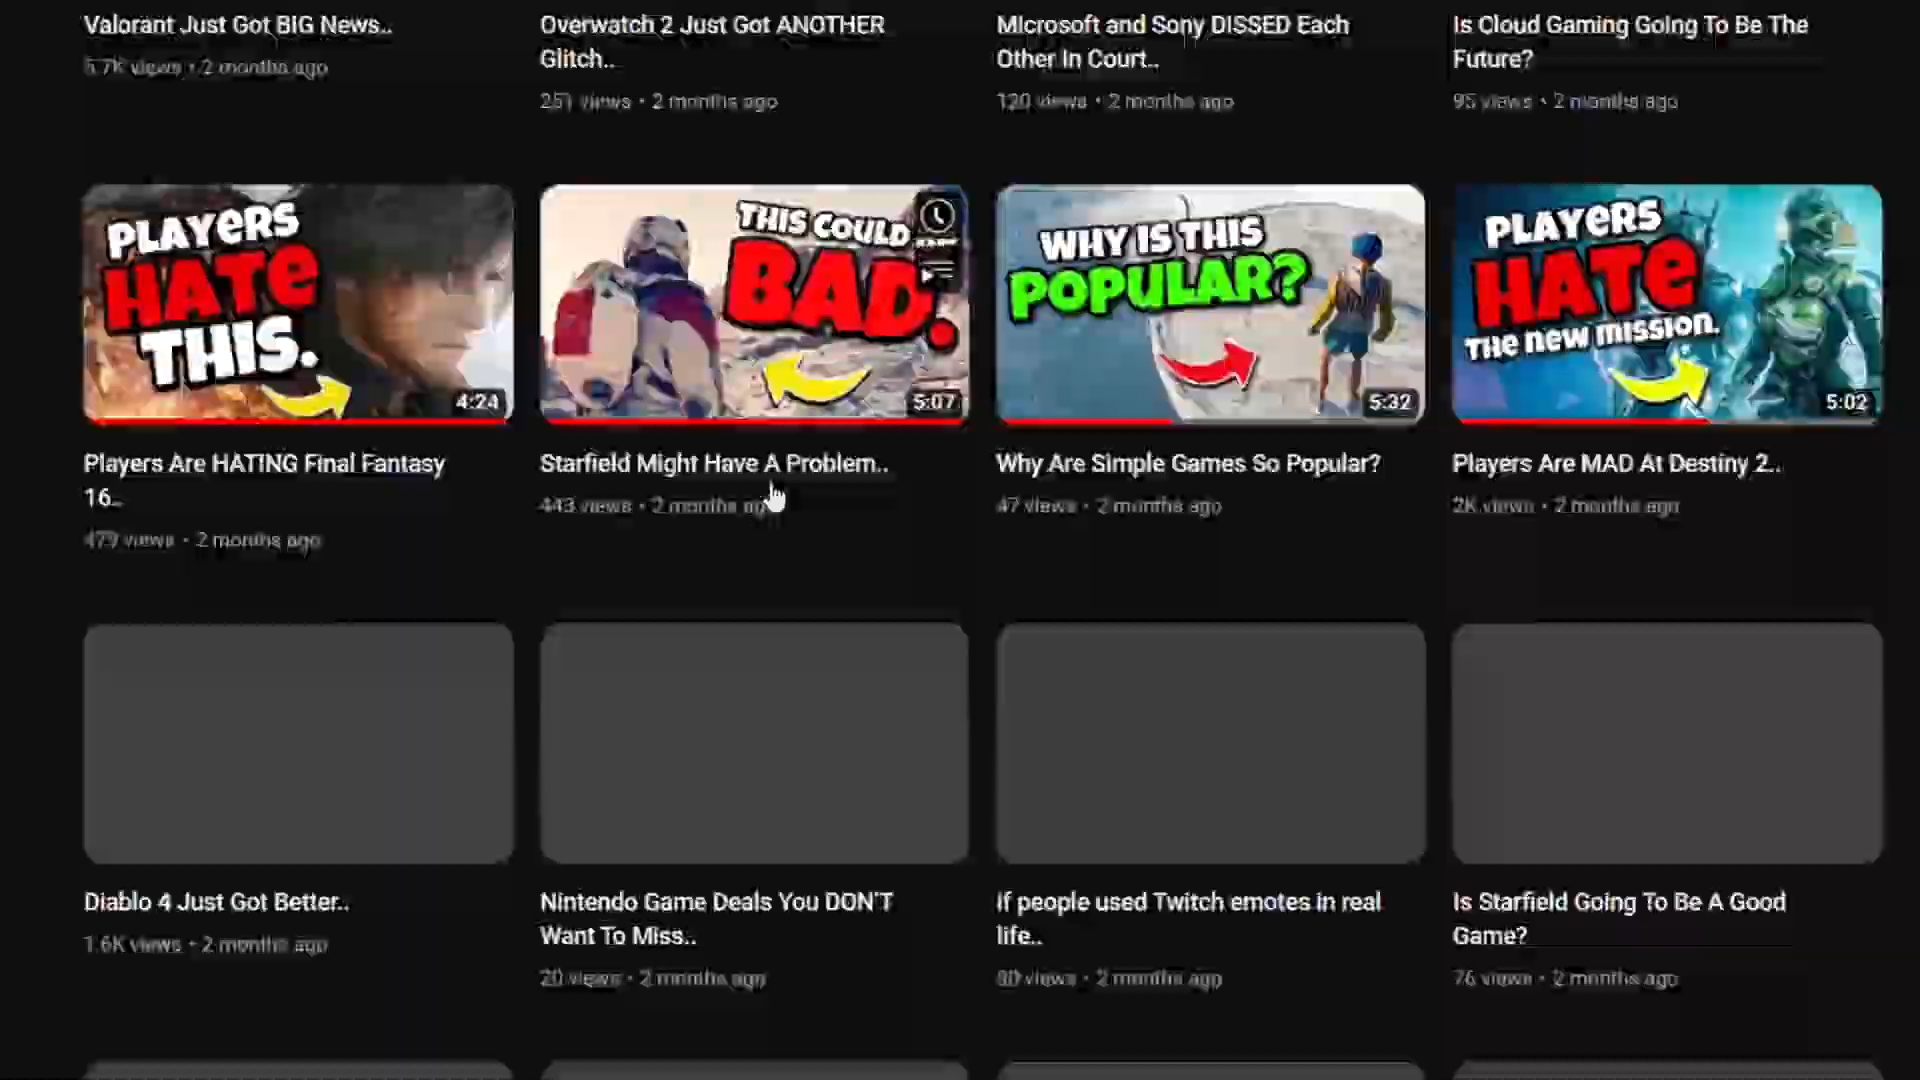 Valorant Just Got BIG News..
5.7K views • 2 months ago
Overwatch 2 Just Got ANOTHER
Glitch..
251 views • 2 months ago
Microsoft and Sony DISSED Each
Other In Court..
120 views • 2 months ago
Is Cloud Gaming Going To Be The
Future?
95 views • 2 months ago
PLAYERS
HATE
THIS.
4:24
THIS COULD
BAD.
5:07
WHY IS THIS
POPULAR?
5:32
PLAYERS
HATE
THE NEW MISSION.
5:02
Players Are HATING Final Fantasy
16..
479 views • 2 months ago
Starfield Might Have A Problem..
443 views • 2 months ago
Why Are Simple Games So Popular?
47 views • 2 months ago
Players Are MAD At Destiny 2..
2K views • 2 months ago
Diablo 4 Just Got Better..
1.6K views • 2 months ago
Nintendo Game Deals You DON'T
Want To Miss..
20 views • 2 months ago
If people used Twitch emotes in real
life..
views • 2 months ago
Is Starfield Going To Be A Good
Game?
76 views • 2 months ago